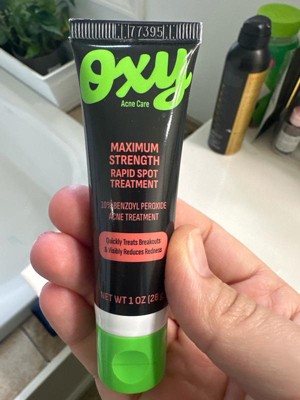 77395
Oxy
Acne Care
MAXIMUM
STRENGTH
RAPID SPOT
TREATMENT
10% BENZOYL PEROXIDE
ACNE TREATMENT
Quickly Treats Breakouts
& Visibly Reduces Redness
NET WT 1 OZ (28 g